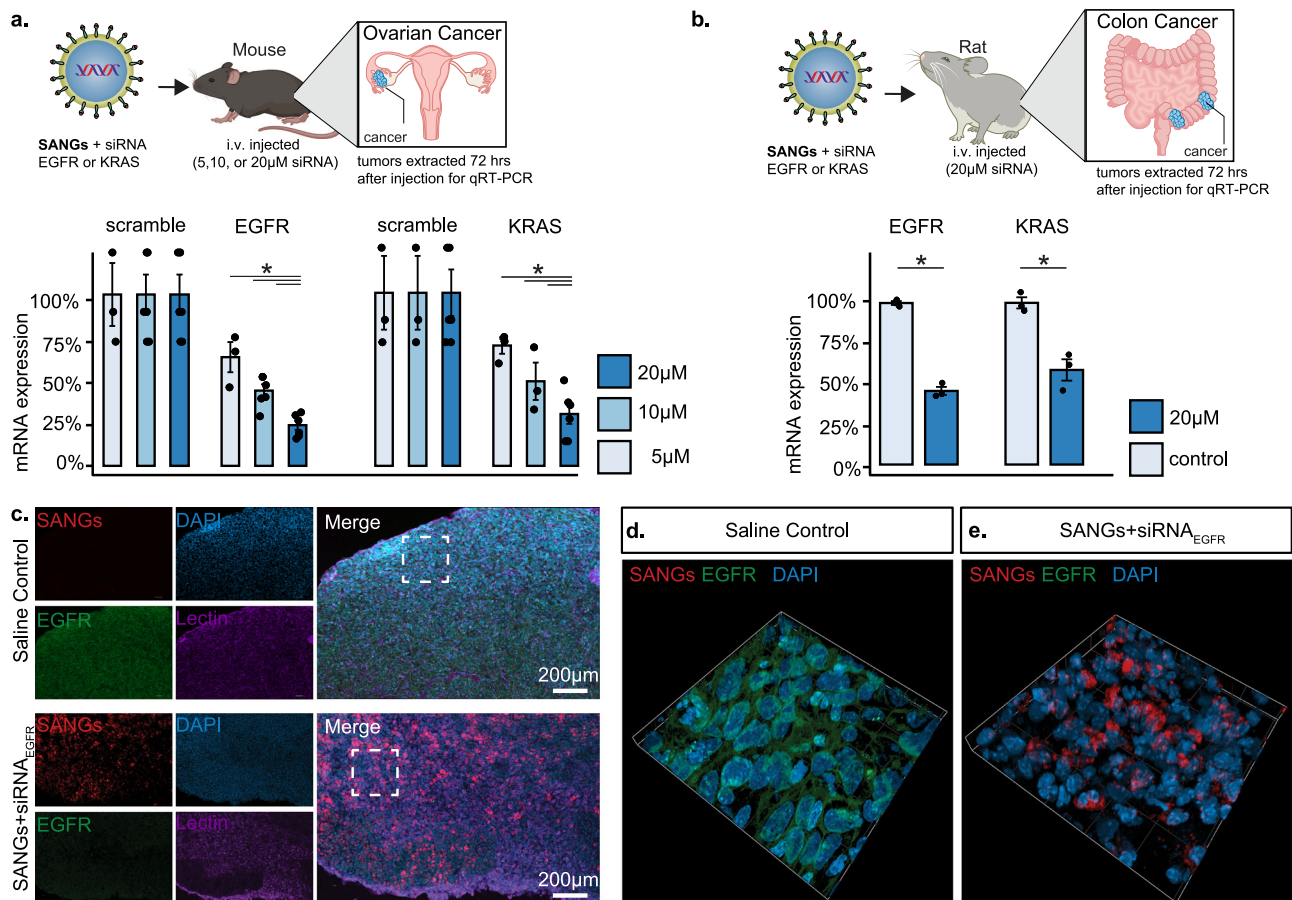 a.
Mouse
Ovarian Cancer
cancer
SANGs + siRNA
EGFR or KRAS
i.v. injected
(5,10, or 20µM siRNA)
tumors extracted 72 hrs
after injection for qRT-PCR
scramble
EGFR
scramble
KRAS
*
*
mRNA expression
100%
75%
50%
25%
0%
20µM
10µM
5µM
b.
Rat
Colon Cancer
cancer
SANGs + siRNA
EGFR or KRAS
i.v. injected
(20µM siRNA)
tumors extracted 72 hrs
after injection for qRT-PCR
EGFR
KRAS
*
*
mRNA expression
100%
75%
50%
25%
0%
20µM
control
c.
Saline Control
SANGs
DAPI
Merge
EGFR
Lectin
200µm
SANGs+siRNA EGFR
SANGs
DAPI
Merge
EGFR
Lectin
200µm
d.
Saline Control
SANGs EGFR DAPI
e.
SANGs+siRNA EGFR
SANGs EGFR DAPI